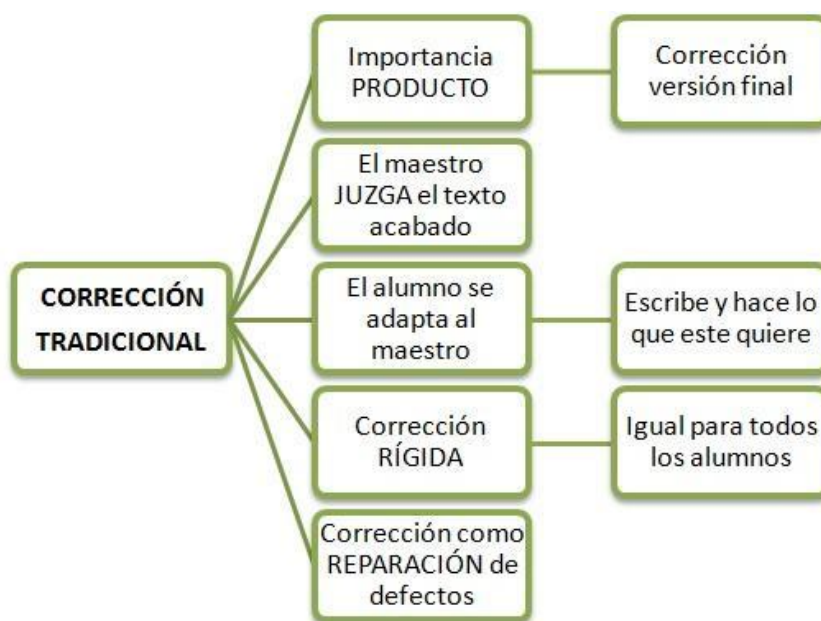 CORRECCIÓN
TRADICIONAL
Importancia
PRODUCTO
Corrección
versión final
El maestro
JUZGA el texto
acabado
El alumno se
adapta al
maestro
Escribe y hace lo
que este quiere
Corrección
RÍGIDA
Igual para todos
los alumnos
Corrección como
REPARACIÓN de
defectos